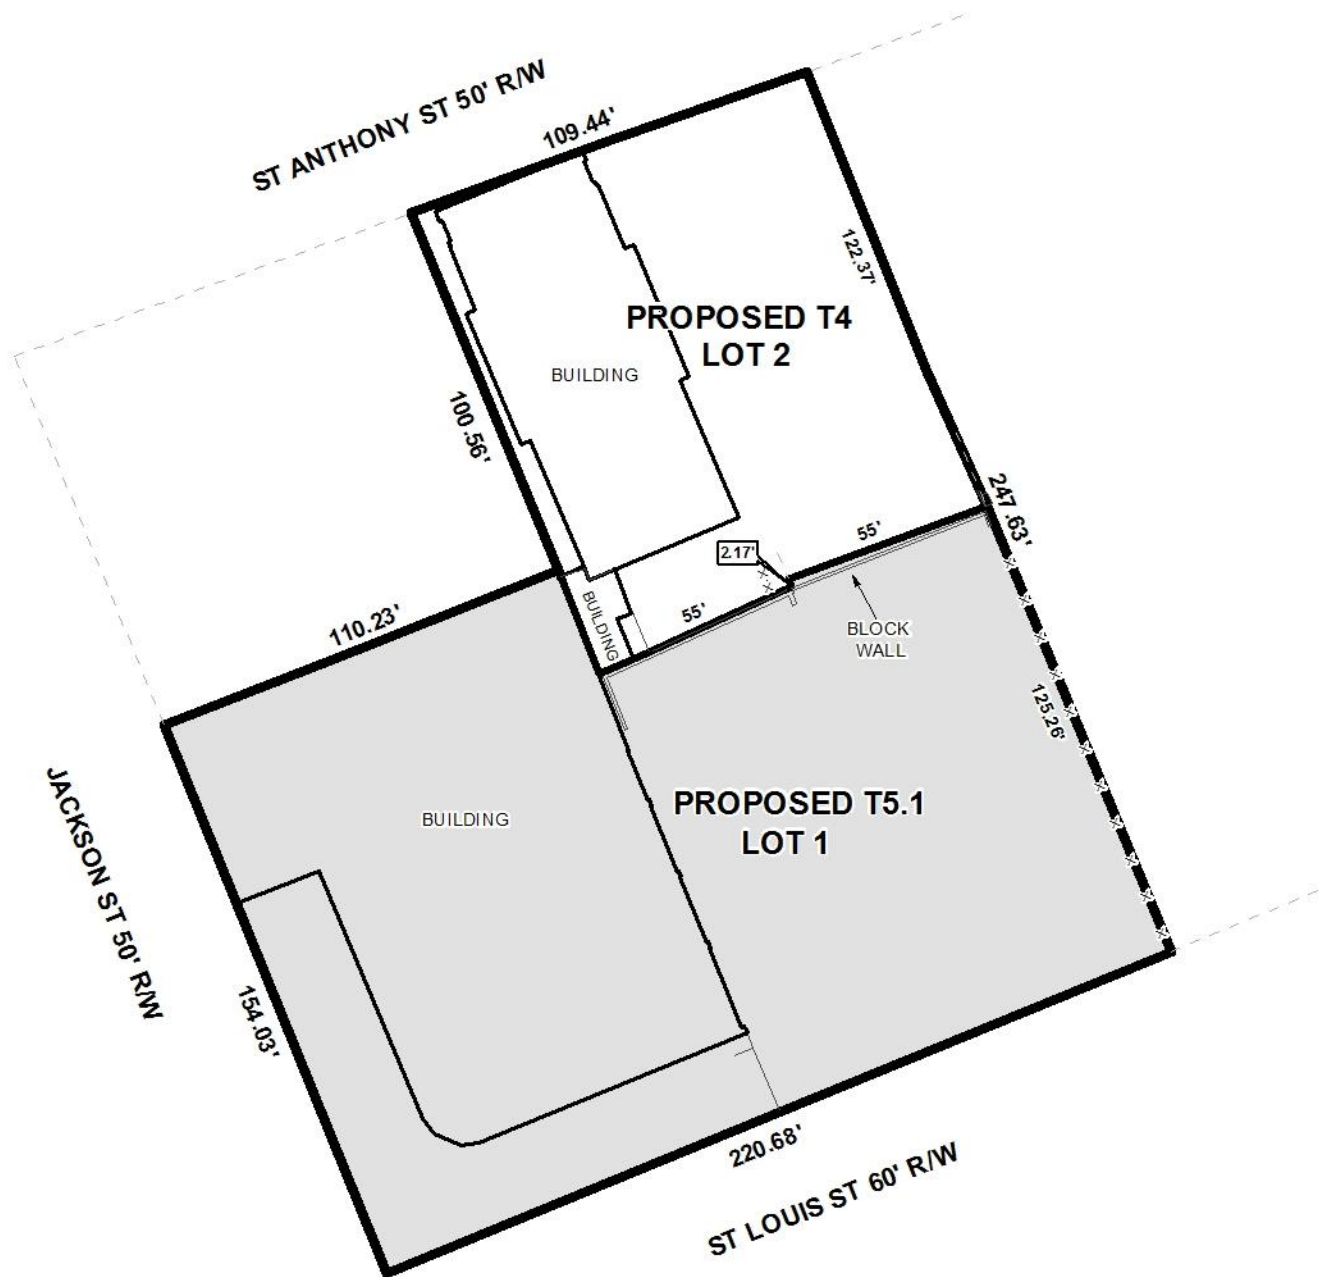 ST ANTHONY ST 50' R/W
109.44'
122.37'
PROPOSED T4
LOT 2
BUILDING
100.56'
247.63'
55'
2.17'
BUILDING
55'
110.23'
BLOCK
WALL
125.26'
PROPOSED T5.1
LOT 1
BUILDING
JACKSON ST 50' R/W
154.03'
220.68'
ST LOUIS ST 60' R/W